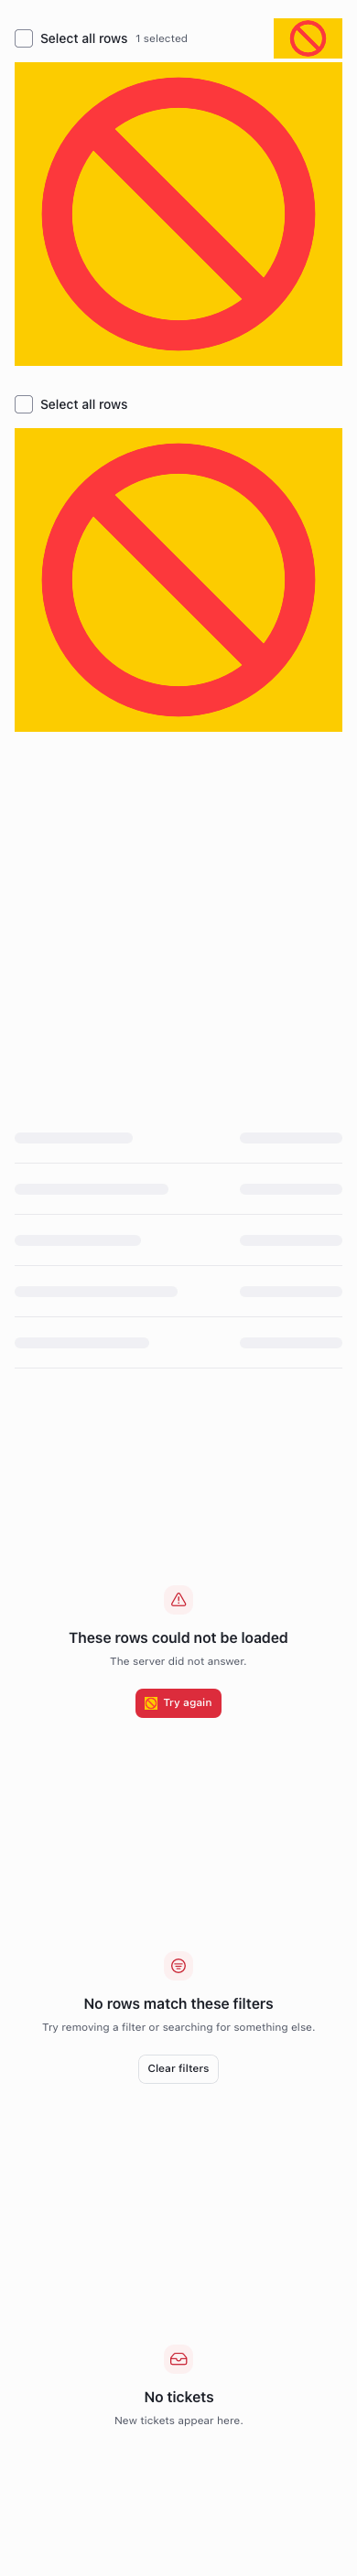 Select all rows 1 selected
Select all rows
These rows could not be loaded
The server did not answer.
Try again
No rows match these filters
Try removing a filter or searching for something else.
Clear filters
No tickets
New tickets appear here.